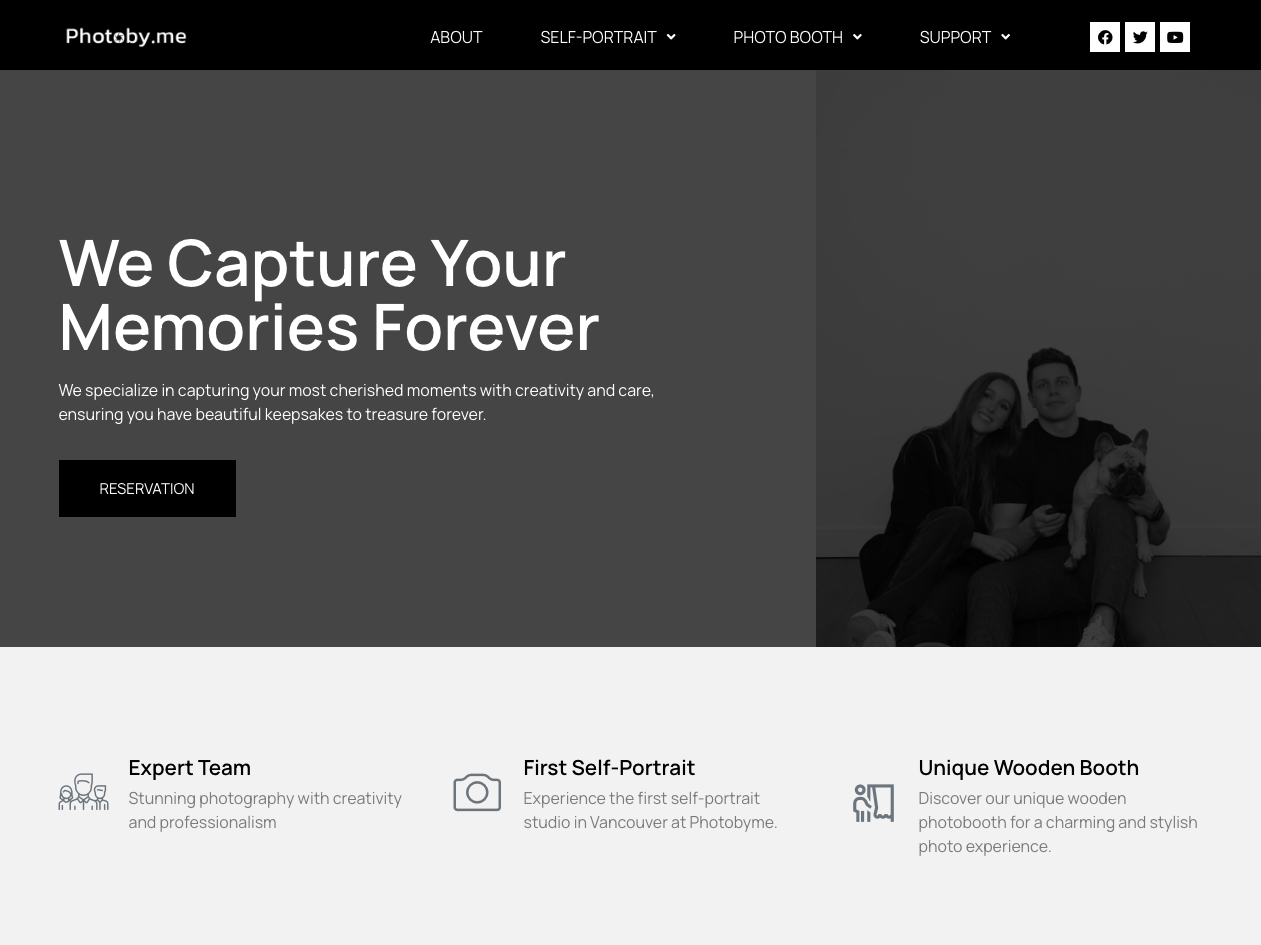 Photoby.me
ABOUT
SELF-PORTRAIT
PHOTO BOOTH
SUPPORT
We Capture Your
Memories Forever
We specialize in capturing your most cherished moments with creativity and care,
ensuring you have beautiful keepsakes to treasure forever.
RESERVATION
Expert Team
Stunning photography with creativity
and professionalism
First Self-Portrait
Experience the first self-portrait
studio in Vancouver at Photobyme.
Unique Wooden Booth
Discover our unique wooden
photobooth for a charming and stylish
photo experience.